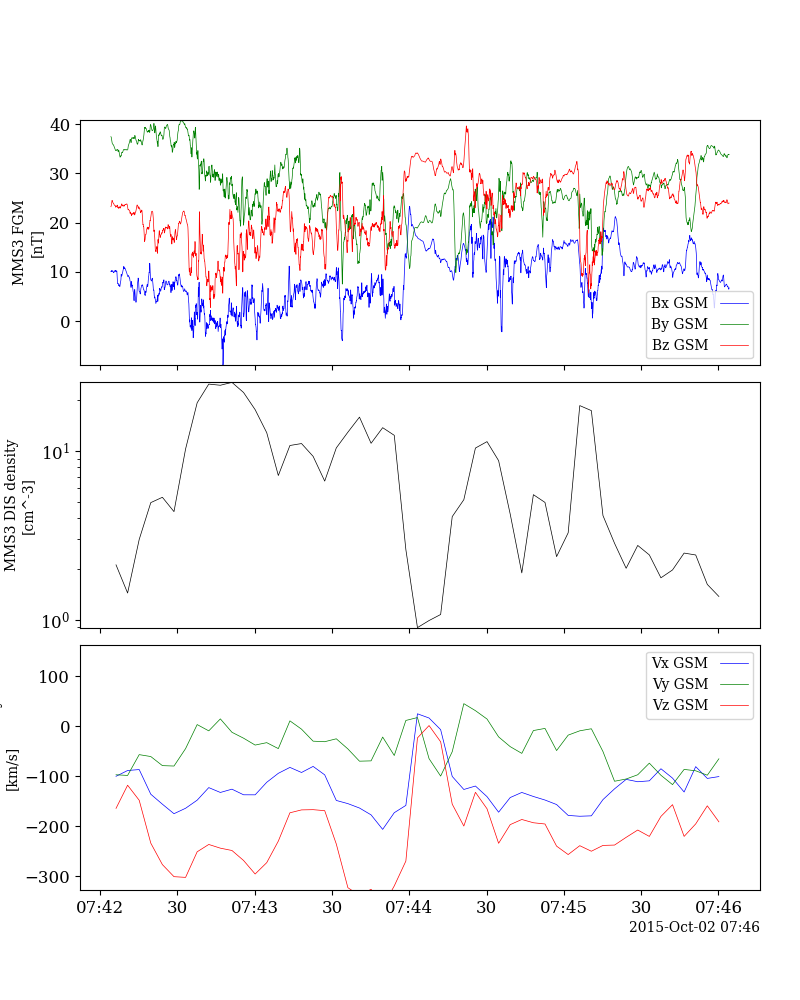 40
30
20
10
0
MMS3 FGM
[nT]
Bx GSM
By GSM
Bz GSM
10^1
10^0
MMS3 DIS density
[cm^-3]
100
0
−100
−200
−300
[km/s]
Vx GSM
Vy GSM
Vz GSM
07:42 30 07:43 30 07:44 30 07:45 30 07:46
2015-Oct-02 07:46